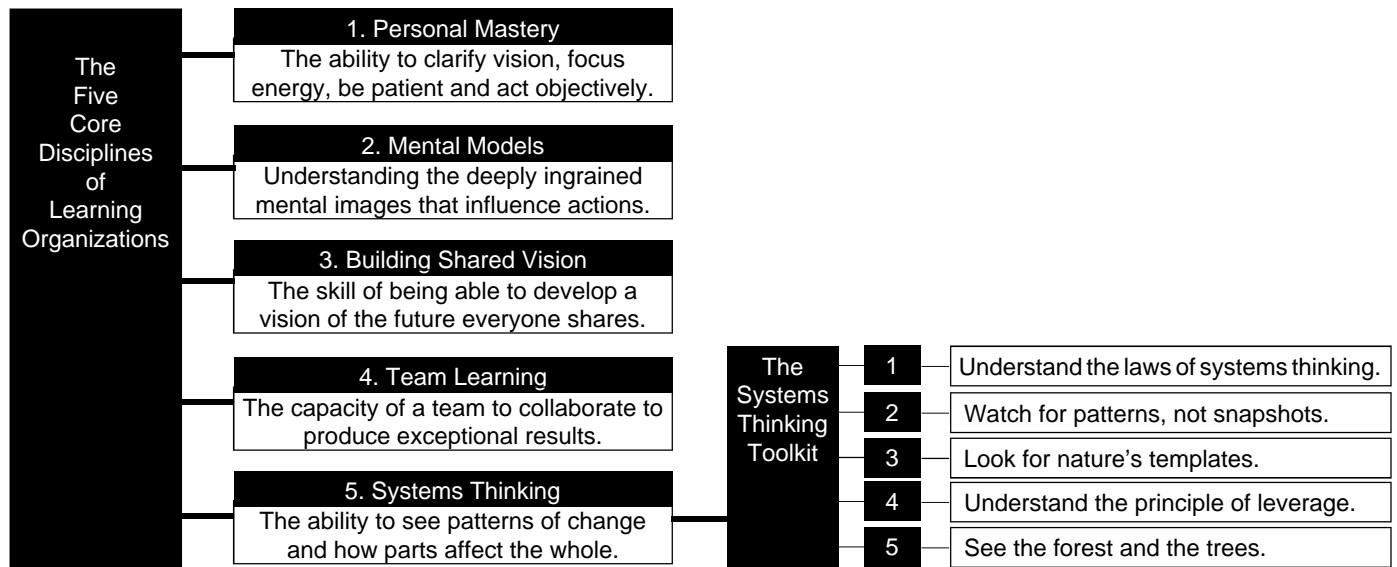 The
Five
Core
Disciplines
of
Learning
Organizations
1. Personal Mastery
The ability to clarify vision, focus
energy, be patient and act objectively.
2. Mental Models
Understanding the deeply ingrained
mental images that influence actions.
3. Building Shared Vision
The skill of being able to develop a
vision of the future everyone shares.
4. Team Learning
The capacity of a team to collaborate to
produce exceptional results.
5. Systems Thinking
The ability to see patterns of change
and how parts affect the whole.
The
Systems
Thinking
Toolkit
1 Understand the laws of systems thinking.
2 Watch for patterns, not snapshots.
3 Look for nature’s templates.
4 Understand the principle of leverage.
5 See the forest and the trees.